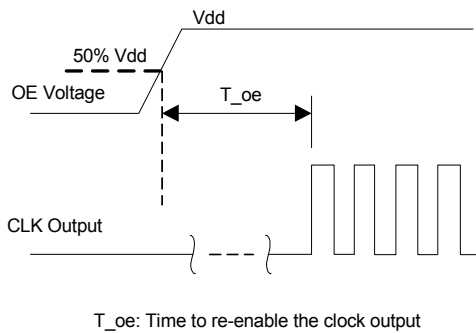 Vdd
50% Vdd
OE Voltage
T_oe
CLK Output
T_oe: Time to re-enable the clock output